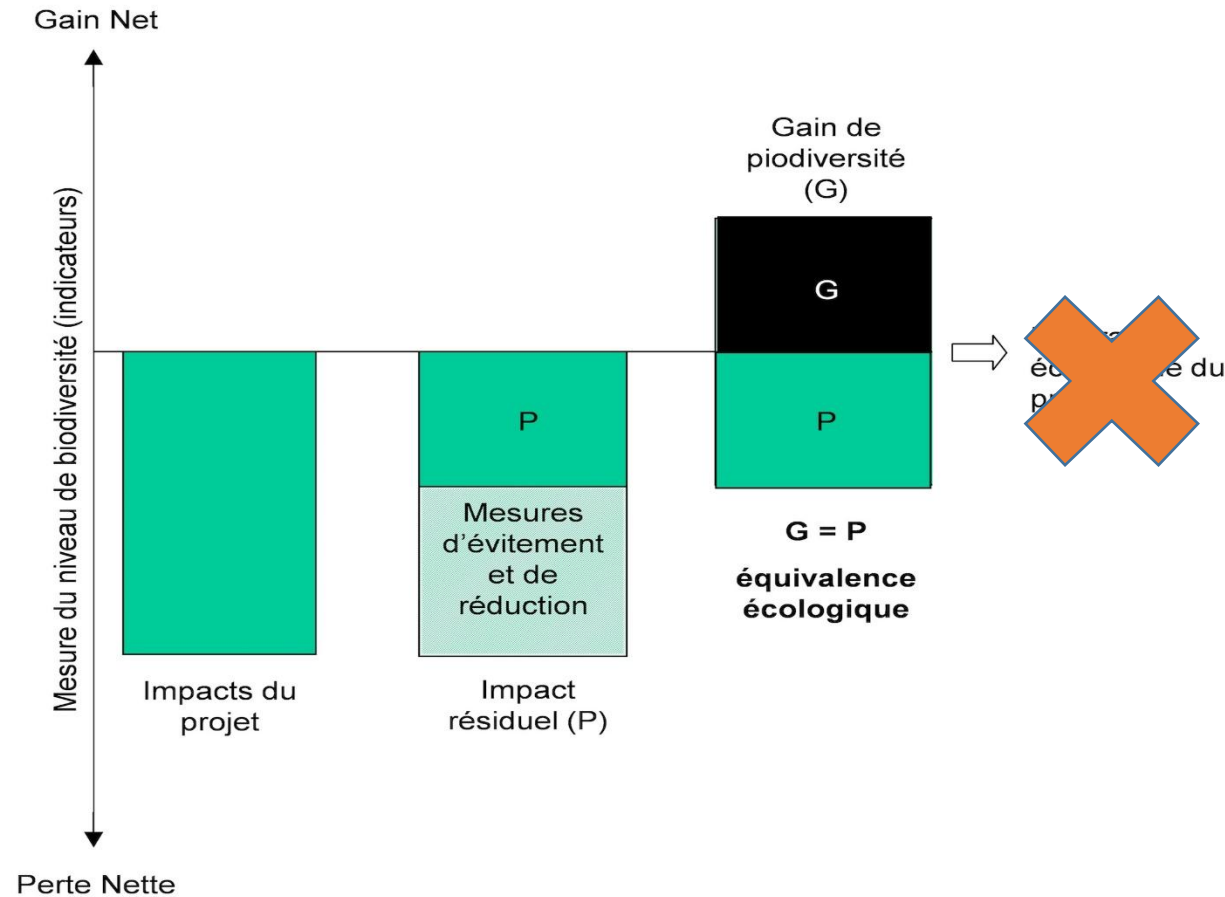 Gain Net
Mesure du niveau de biodiversité (indicateurs)
Gain de
piodiversité
(G)
G
P
P
Mesures
d'évitement
et de
réduction
G = P
équivalence
écologique
du
Impacts du
projet
Impact
résiduel (P)
Perte Nette